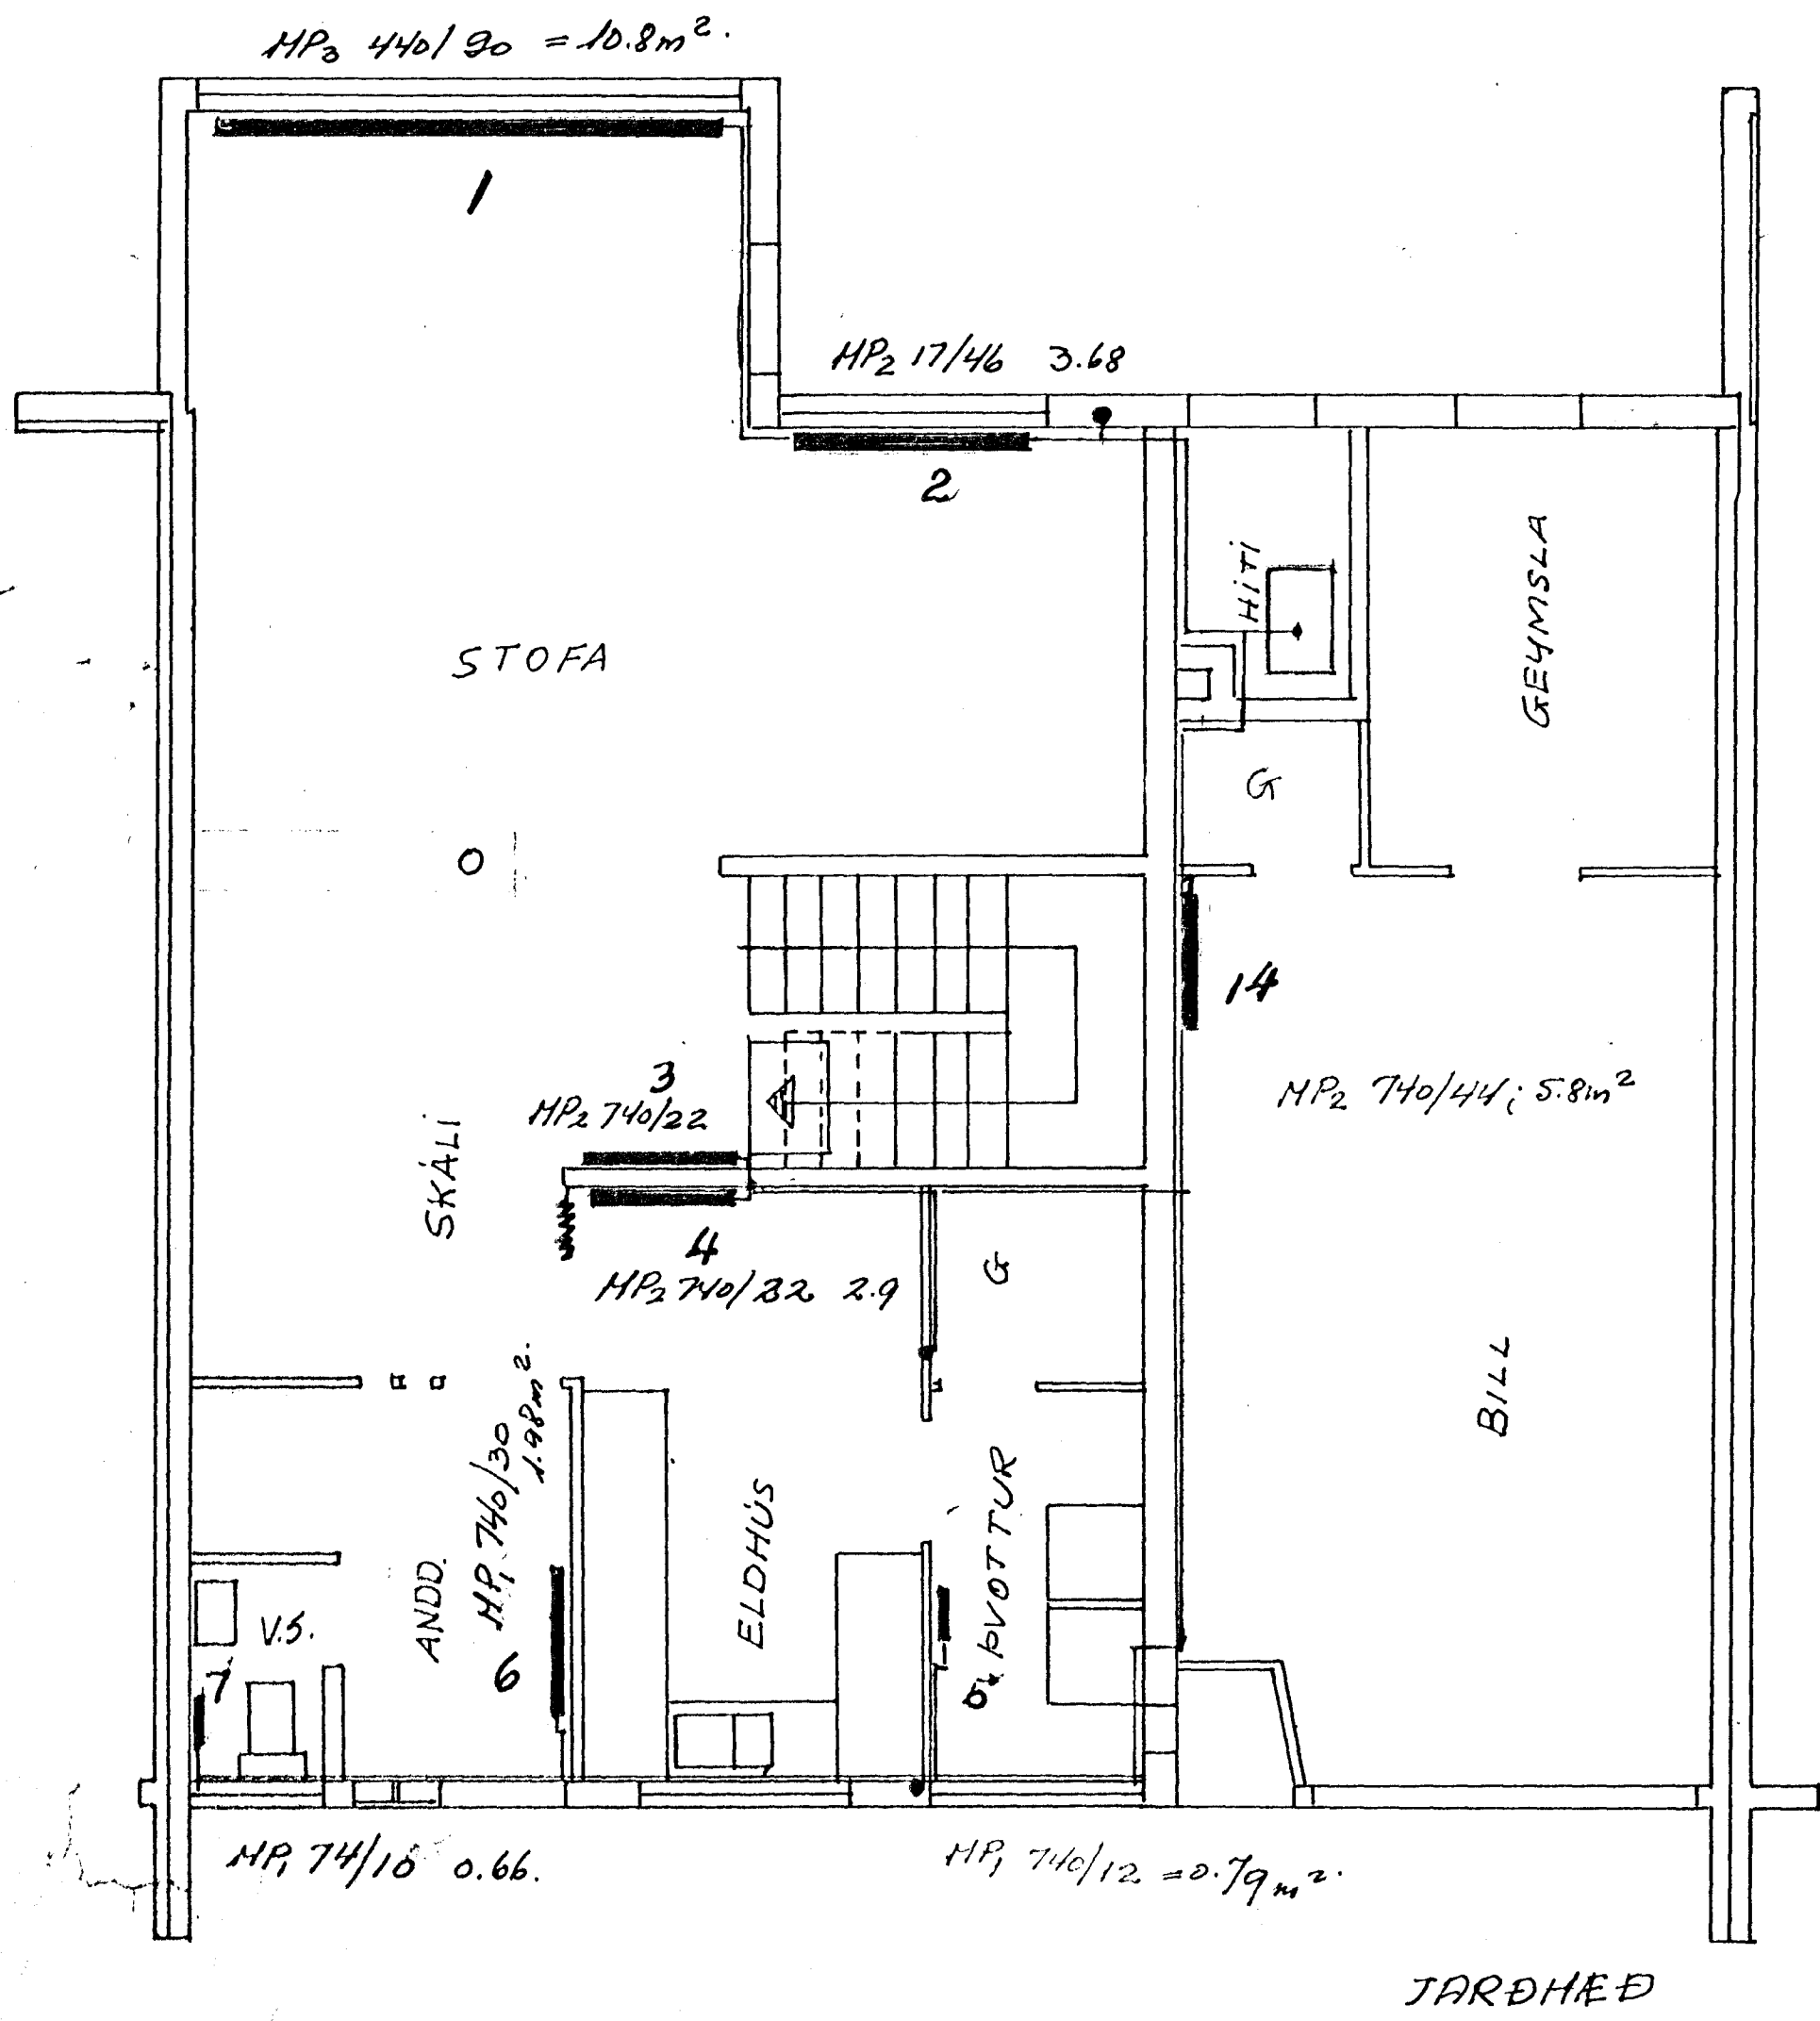 MP₃ 440/90 = 10.8m².
1
MP₂ 17/46 3.68
2
HITI
GEYMSLA
STOFA
G
14
3
MP₂ 740/22
MP₂ 740/44; 5.8m²
SKÁLI
4
MP₂ 740/22 2.9
G
BILL
MP₁ 740/30
1.98m².
ELDHÚS
ÞVOTTUR
ANDD.
V.S.
6
7
5
MP₁ 74/10 0.66.
MP₁ 740/12 = 0.79m².
JARÐHÆÐ